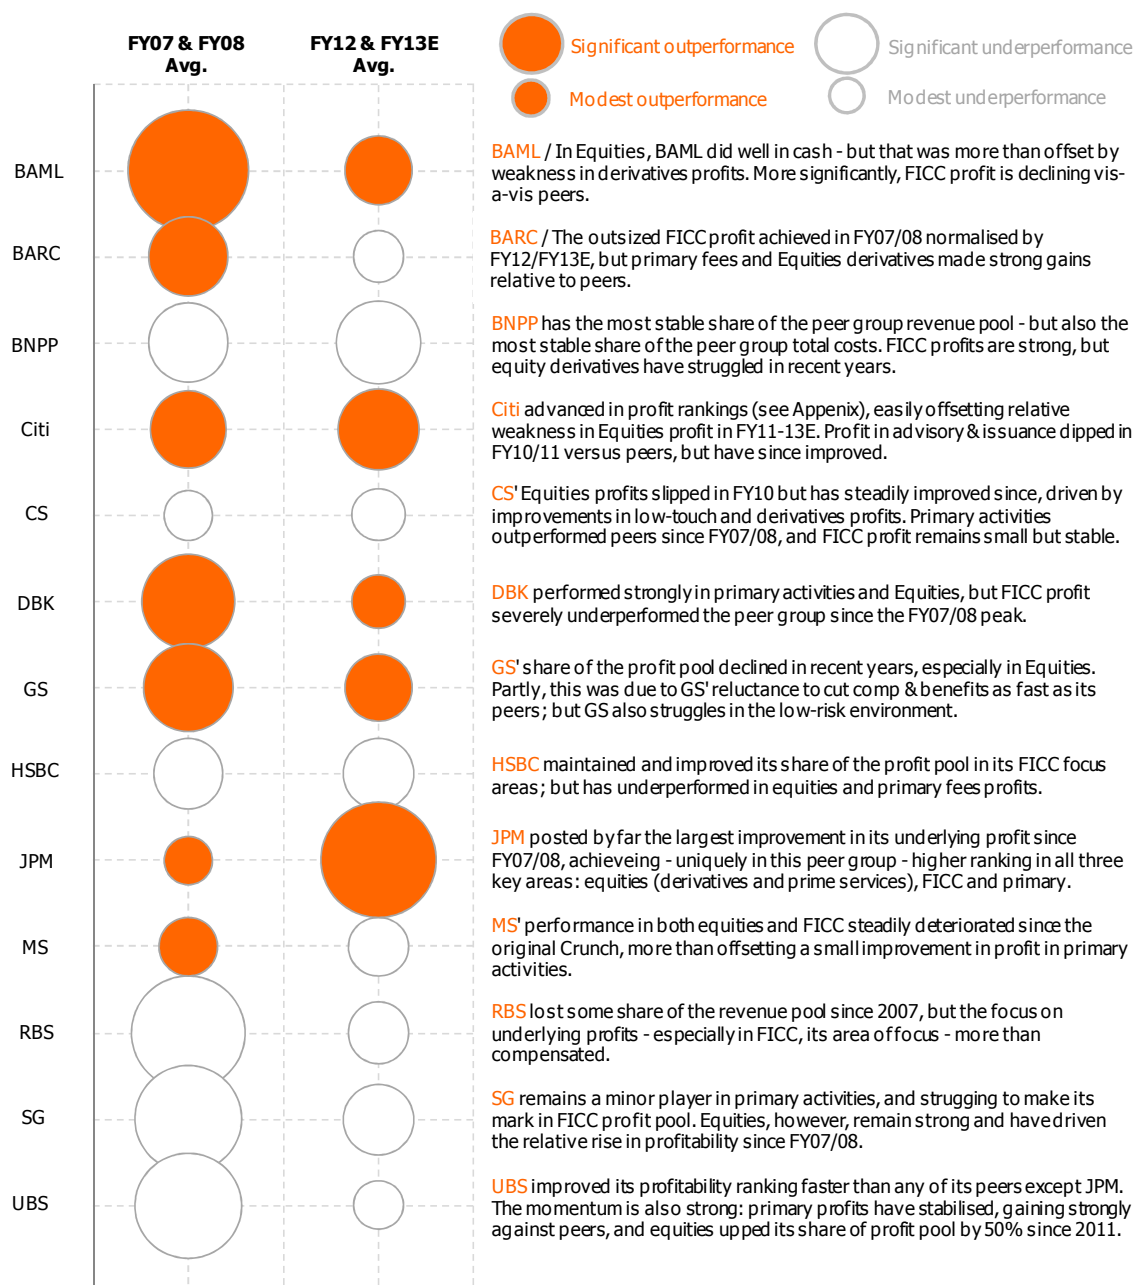 FY07 & FY08
Avg.
FY12 & FY13E
Avg.
Significant outperformance
Significant underperformance
Modest outperformance
Modest underperformance
BAML
BAML / In Equities, BAML did well in cash - but that was more than offset by
weakness in derivatives profits. More significantly, FICC profit is declining vis-
a-vis peers.
BARC
BARC / The outsized FICC profit achieved in FY07/08 normalised by
FY12/FY13E, but primary fees and Equities derivatives made strong gains
relative to peers.
BNPP
BNPP has the most stable share of the peer group revenue pool - but also the
most stable share of the peer group total costs. FICC profits are strong, but
equity derivatives have struggled in recent years.
Citi
Citi advanced in profit rankings (see Appenix), easily offsetting relative
weakness in Equities profit in FY11-13E. Profit in advisory & issuance dipped in
FY10/11 versus peers, but have since improved.
CS
CS' Equities profits slipped in FY10 but has steadily improved since, driven by
improvements in low-touch and derivatives profits. Primary activities
outperformed peers since FY07/08, and FICC profit remains small but stable.
DBK
DBK performed strongly in primary activities and Equities, but FICC profit
severely underperformed the peer group since the FY07/08 peak.
GS
GS' share of the profit pool declined in recent years, especially in Equities.
Partly, this was due to GS' reluctance to cut comp & benefits as fast as its
peers; but GS also struggles in the low-risk environment.
HSBC
HSBC maintained and improved its share of the profit pool in its FICC focus
areas; but has underperformed in equities and primary fees profits.
JPM
JPM posted by far the largest improvement in its underlying profit since
FY07/08, achieveing - uniquely in this peer group - higher ranking in all three
key areas: equities (derivatives and prime services), FICC and primary.
MS
MS' performance in both equities and FICC steadily deteriorated since the
original Crunch, more than offsetting a small improvement in profit in primary
activities.
RBS
RBS lost some share of the revenue pool since 2007, but the focus on
underlying profits - especially in FICC, its area of focus - more than
compensated.
SG
SG remains a minor player in primary activities, and strugging to make its
mark in FICC profit pool. Equities, however, remain strong and have driven
the relative rise in profitability since FY07/08.
UBS
UBS improved its profitability ranking faster than any of its peers except JPM.
The momentum is also strong: primary profits have stabilised, gaining strongly
against peers, and equities upped its share of profit pool by 50% since 2011.